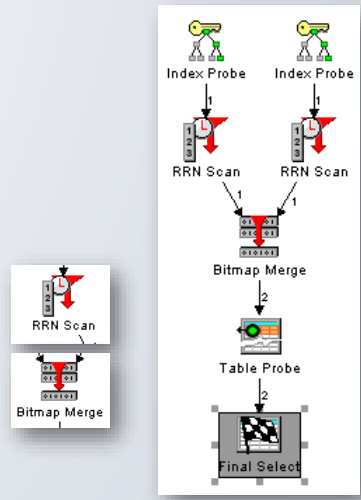 Index Probe Index Probe
1 1
RRN Scan RRN Scan
1 1
Bitmap Merge
2
Table Probe
2
Final Select
RRN Scan
Bitmap Merge